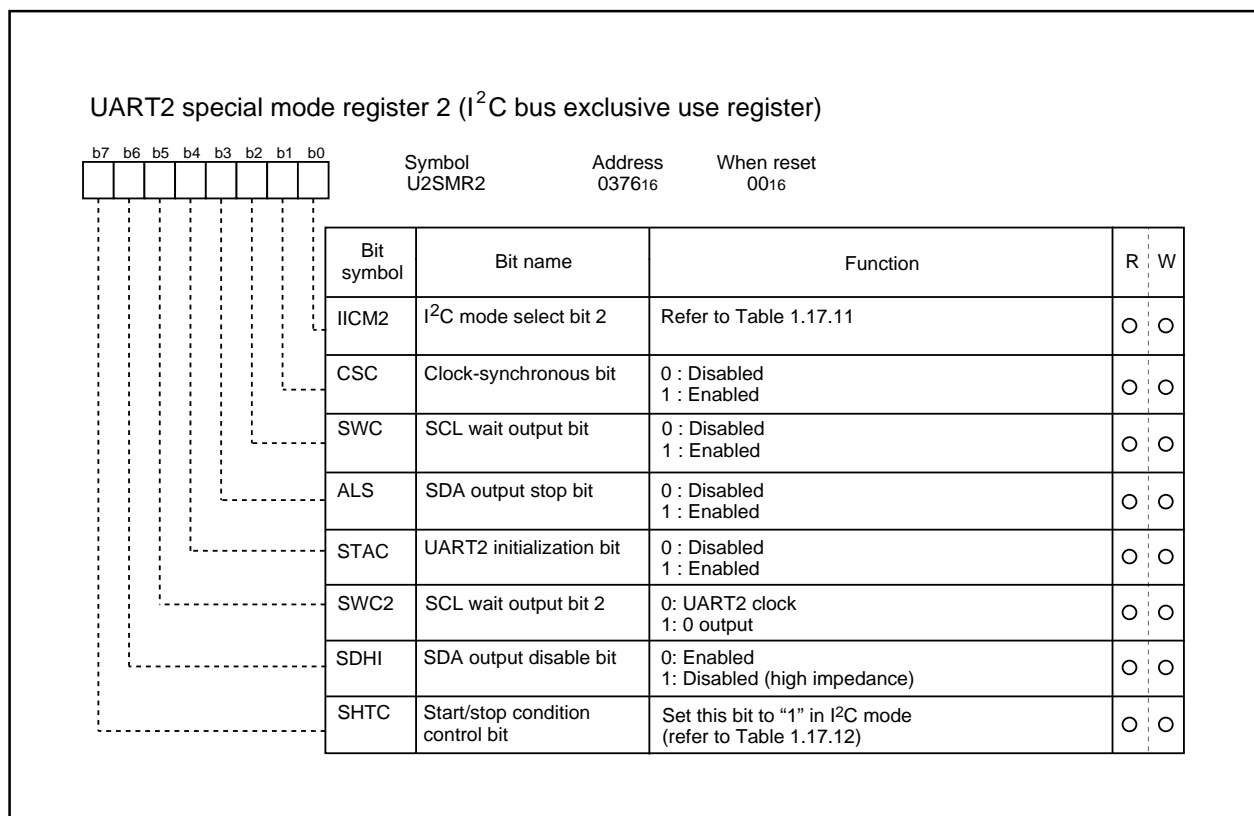 UART2 special mode register 2 (I2C bus exclusive use register)
b7 b6 b5 b4 b3 b2 b1 b0
Symbol Address When reset
U2SMR2 037616 0016
Bit symbol Bit name Function R W
IICM2 I2C mode select bit 2 Refer to Table 1.17.11
CSC Clock-synchronous bit 0 : Disabled
1 : Enabled
SWC SCL wait output bit 0 : Disabled
1 : Enabled
ALS SDA output stop bit 0 : Disabled
1 : Enabled
STAC UART2 initialization bit 0 : Disabled
1 : Enabled
SWC2 SCL wait output bit 2 0: UART2 clock
1: 0 output
SDHI SDA output disable bit 0: Enabled
1: Disabled (high impedance)
SHTC Start/stop condition control bit Set this bit to “1” in I2C mode
(refer to Table 1.17.12)